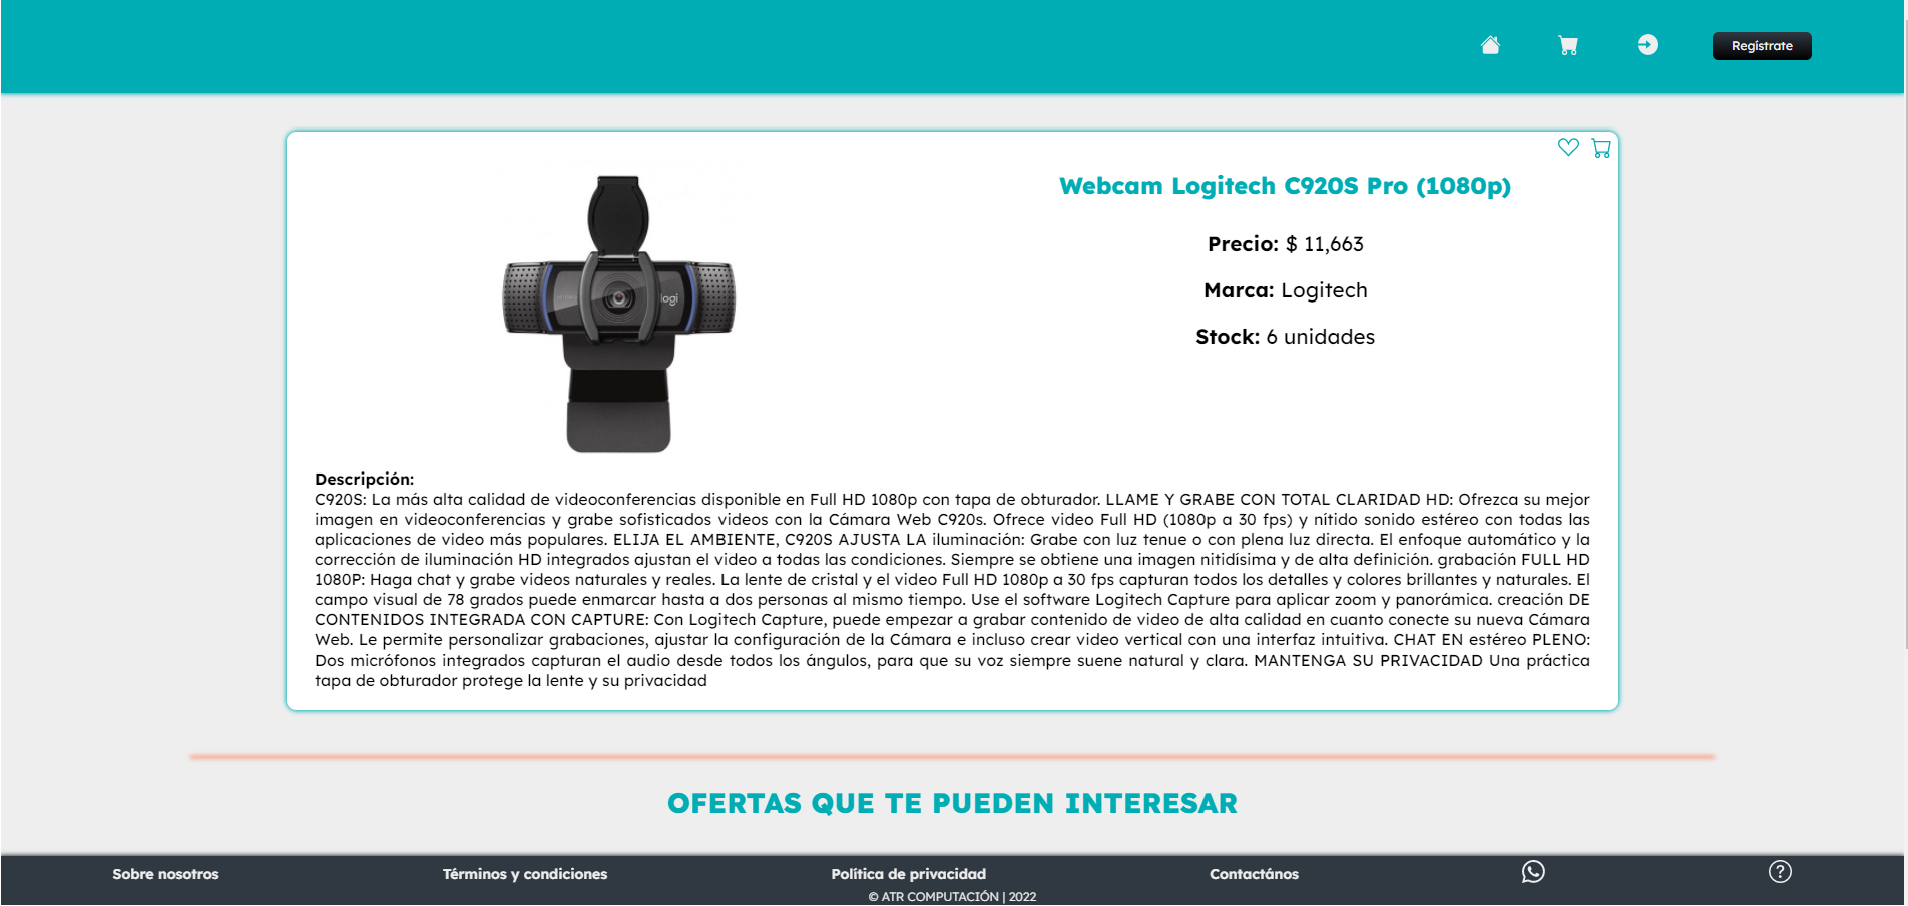 Regístrate
Webcam Logitech C920S Pro (1080p)
Precio: $ 11,663
Marca: Logitech
Stock: 6 unidades
logi
Descripción:
C920S: La más alta calidad de videoconferencias disponible en Full HD 1080p con tapa de obturador. LLAME Y GRABE CON TOTAL CLARIDAD HD: Ofrezca su mejor
imagen en videoconferencias y grabe sofisticados videos con la Cámara Web C920s. Ofrece video Full HD (1080p a 30 fps) y nítido sonido estéreo con todas las
aplicaciones de video más populares. ELIJA EL AMBIENTE, C920S AJUSTA LA iluminación: Grabe con luz tenue o con plena luz directa. El enfoque automático y la
corrección de iluminación HD integrados ajustan el video a todas las condiciones. Siempre se obtiene una imagen nitidísima y de alta definición. grabación FULL HD
1080P: Haga chat y grabe videos naturales y reales. La lente de cristal y el video Full HD 1080p a 30 fps capturan todos los detalles y colores brillantes y naturales. El
campo visual de 78 grados puede enmarcar hasta a dos personas al mismo tiempo. Use el software Logitech Capture para aplicar zoom y panorámica. creación DE
CONTENIDOS INTEGRADA CON CAPTURE: Con Logitech Capture, puede empezar a grabar contenido de video de alta calidad en cuanto conecte su nueva Cámara
Web. Le permite personalizar grabaciones, ajustar la configuración de la Cámara e incluso crear video vertical con una interfaz intuitiva. CHAT EN estéreo PLENO:
Dos micrófonos integrados capturan el audio desde todos los ángulos, para que su voz siempre suene natural y clara. MANTENGA SU PRIVACIDAD Una práctica
tapa de obturador protege la lente y su privacidad
OFERTAS QUE TE PUEDEN INTERESAR
Sobre nosotros
Términos y condiciones
Política de privacidad
Contactános
© ATR COMPUTACIÓN | 2022